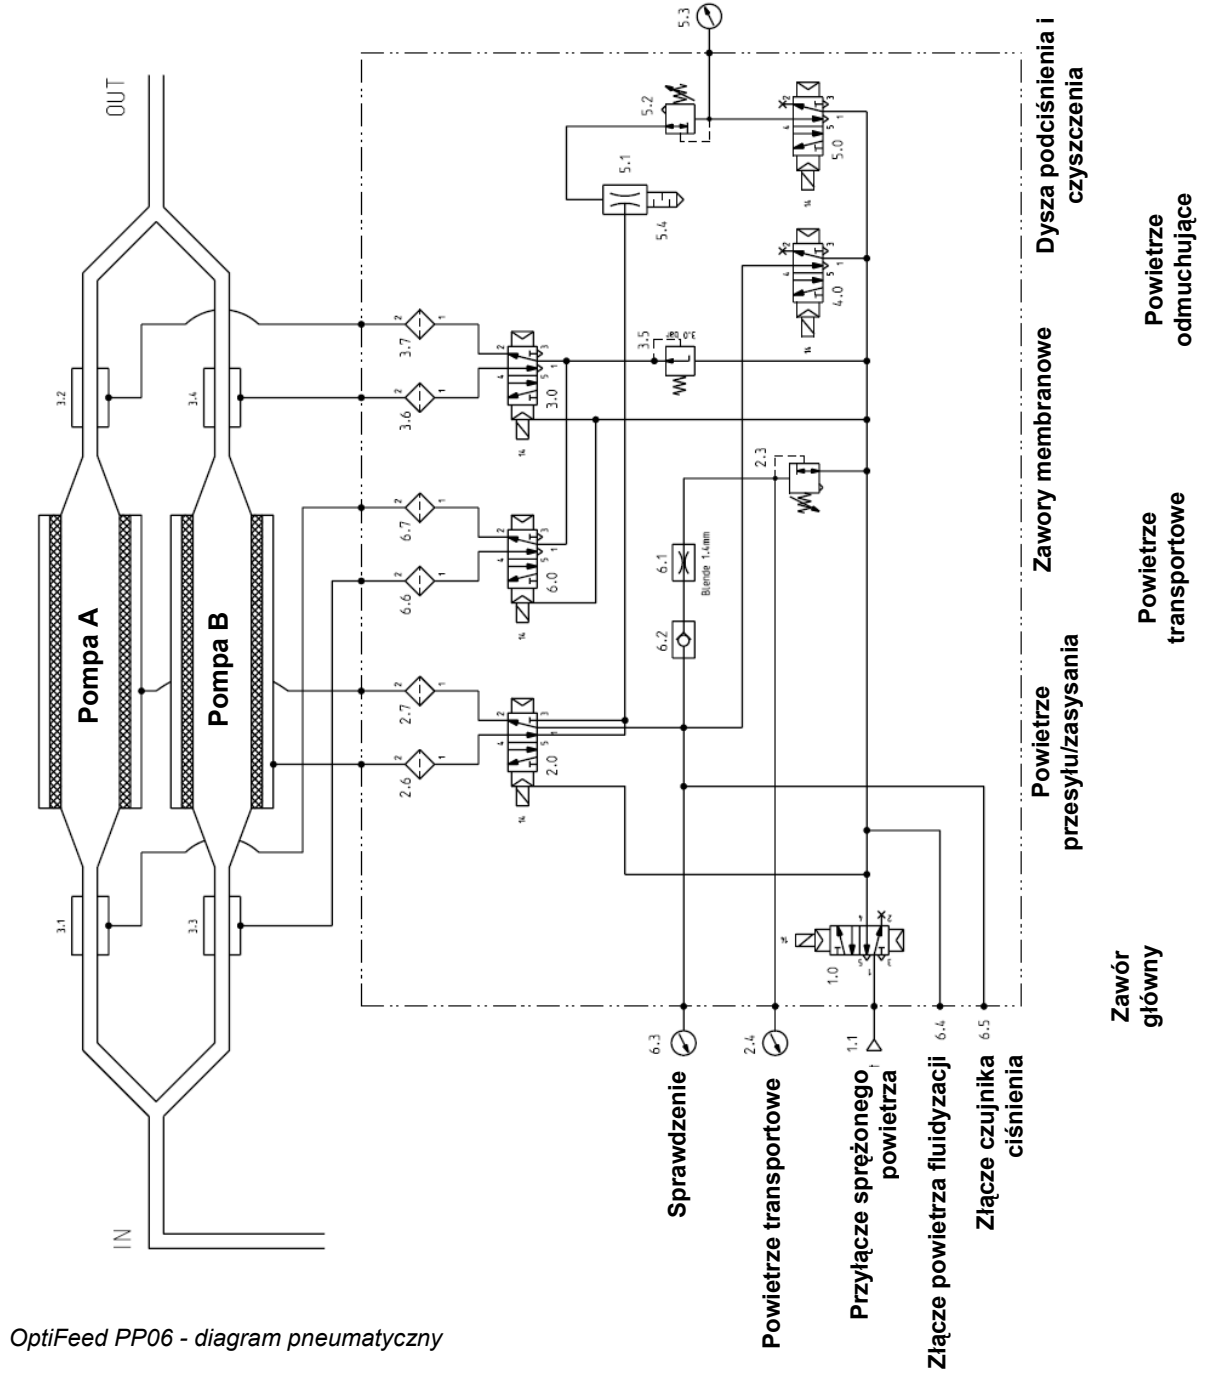 OUT
IN
Pompa A
Pompa B
3.2
3.4
3.1
3.3
3.7
3.6
6.7
6.6
2.7
2.6
3.0
6.0
2.0
5.3
5.2
5.1
5.4
5.0
4.0
3.5
2.3
6.1
Blende 1.4mm
6.2
1.0
6.3
2.4
1.1
6.4
6.5
Dysza podciśnienia i
czyszczenia
Powietrze
odmuchujące
Zawory membranowe
Powietrze
transportowe
Powietrze
przesyłu/zasysania
Zawór
główny
Sprawdzenie
Powietrze transportowe
Przyłącze sprężonego
powietrza
Złącze powietrza fluidyzacji
Złącze czujnika
ciśnienia
OptiFeed PP06 - diagram pneumatyczny